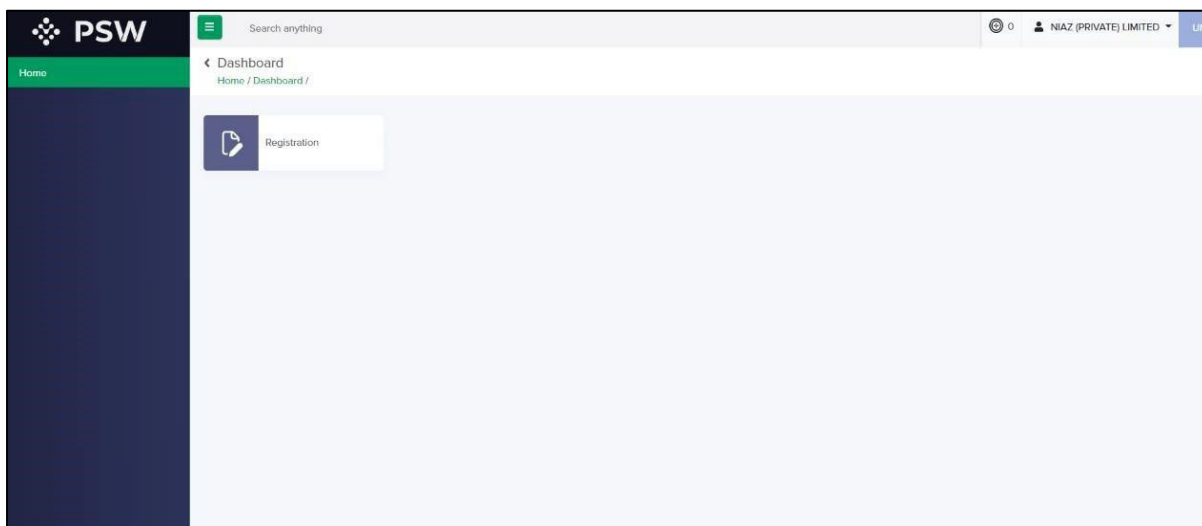 PSW
Search anything
0
NIAZ (PRIVATE) LIMITED
Home
Dashboard
Home / Dashboard /
Registration